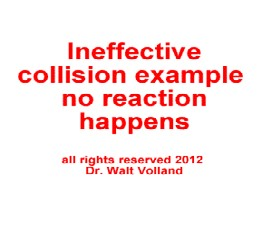 Ineffective
collision example
no reaction
happens
all rights reserved 2012
Dr. Walt Volland